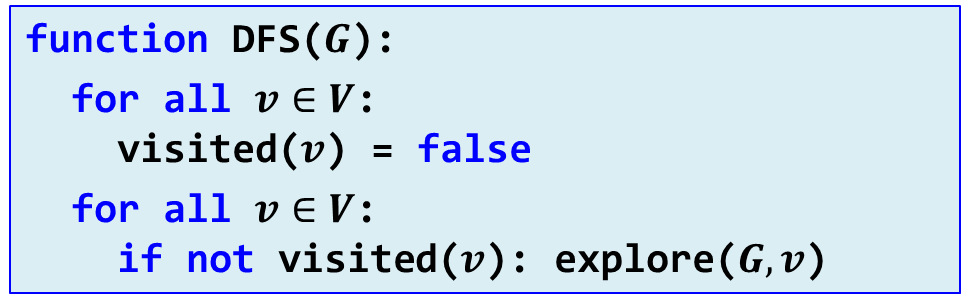 function DFS(G):
for all v ∈ V:
visited(v) = false
for all v ∈ V:
if not visited(v): explore(G,v)